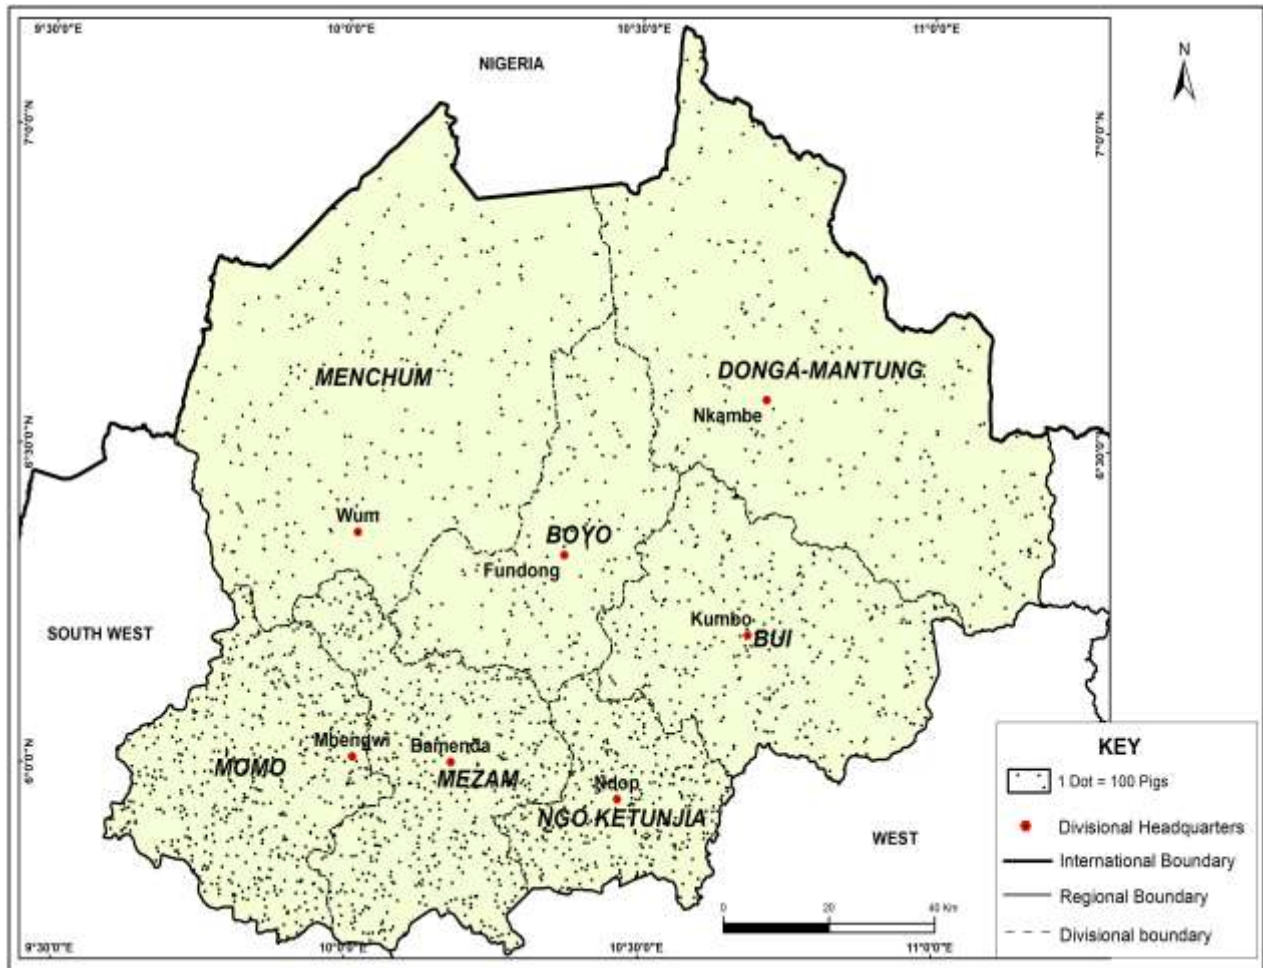 9°30'0"E
10°0'0"E
10°30'0"E
11°0'0"E
N
NIGERIA
7°0'0"N
7°0'0"N
MENCHUM
DONGA-MANTUNG
Nkambe
6°30'0"N
6°30'0"N
Wum
BOYO
Fundong
SOUTH WEST
Kumbo
BUI
Mbengwi
Bamenda
MOMO
MEZAM
Ndop
NGO KETUNJIA
6°0'0"N
WEST
KEY
1 Dot = 100 Pigs
Divisional Headquarters
International Boundary
Regional Boundary
Divisional boundary
0 20 40 Km
9°30'0"E
10°0'0"E
10°30'0"E
11°0'0"E